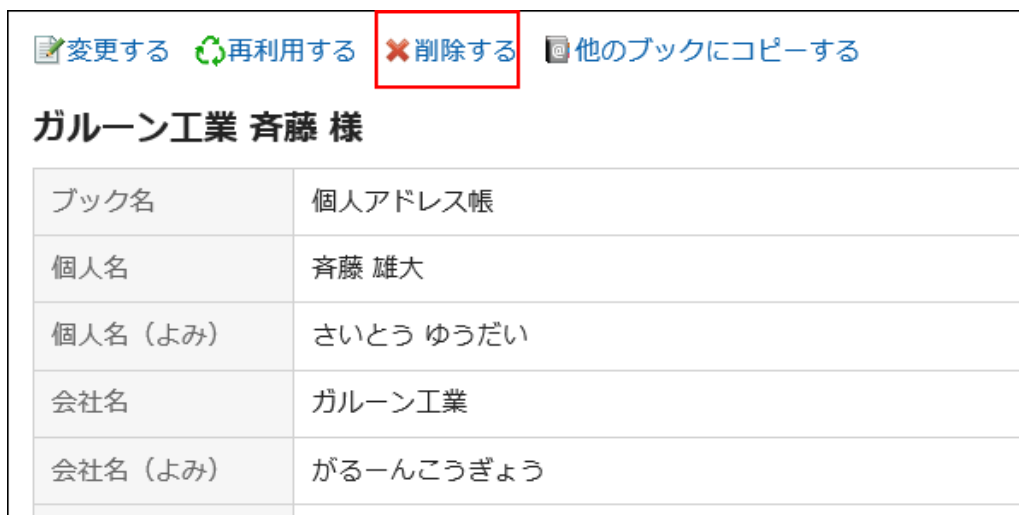 変更する 再利用する 削除する 他のブックにコピーする
ガルーン工業 斉藤 様
ブック名 個人アドレス帳
個人名 斉藤 雄大
個人名（よみ） さいとう ゆうだい
会社名 ガルーン工業
会社名（よみ） がるーんこうぎょう